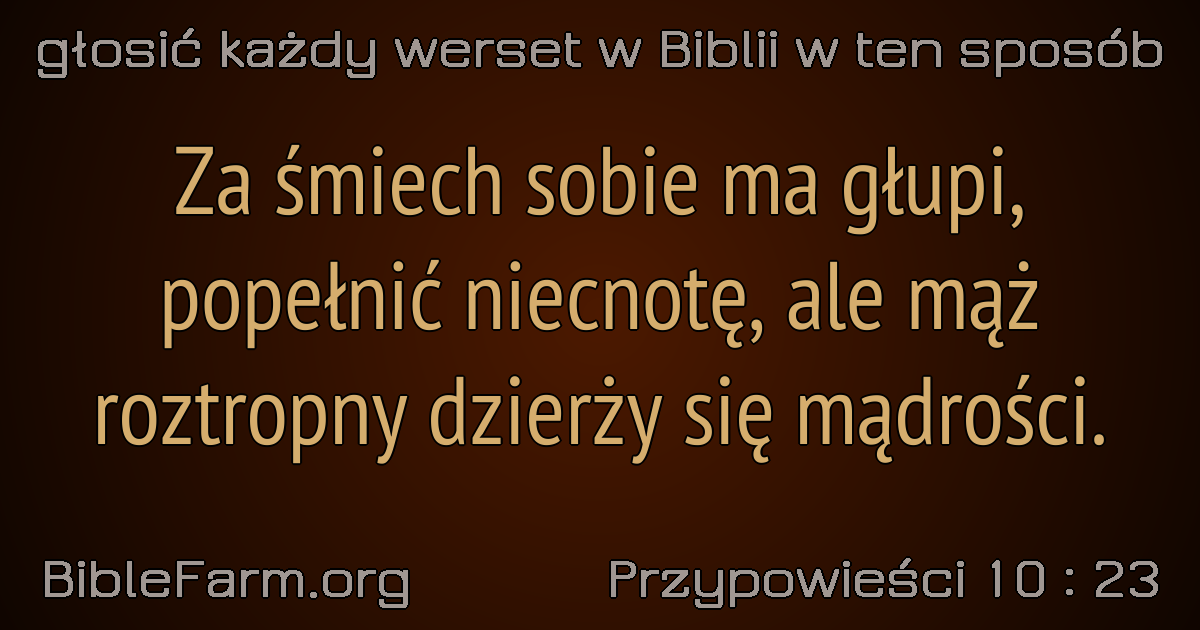 głosić każdy werset w Biblii w ten sposób
Za śmiech sobie ma głupi,
popełnić niecnotę, ale mąż
roztropny dzierży się mądrości.
BibleFarm.org
Przypowieści 10 : 23